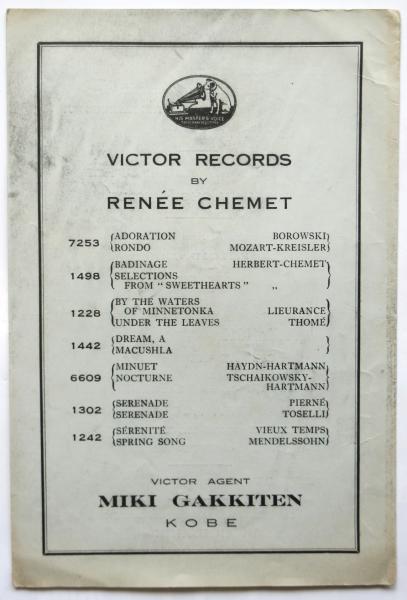 HIS MASTER'S VOICE
VICTOR RECORDS
BY
RENÉE CHEMET
7253 ADORATION BOROWSKI
RONDO MOZART-KREISLER
1498 BADINAGE HERBERT-CHEMET
SELECTIONS
FROM "SWEETHEARTS" „
1228 BY THE WATERS
OF MINNETONKA LIEURANCE
UNDER THE LEAVES THOMÉ
1442 DREAM, A
MACUSHLA
6609 MINUET HAYDN-HARTMANN
NOCTURNE TSCHAIKOWSKY-
HARTMANN
1302 SERENADE PIERNÉ
SERENADE TOSELLI
1242 SÉRÉNITÉ VIEUX TEMPS
SPRING SONG MENDELSSOHN
VICTOR AGENT
MIKI GAKKITEN
KOBE